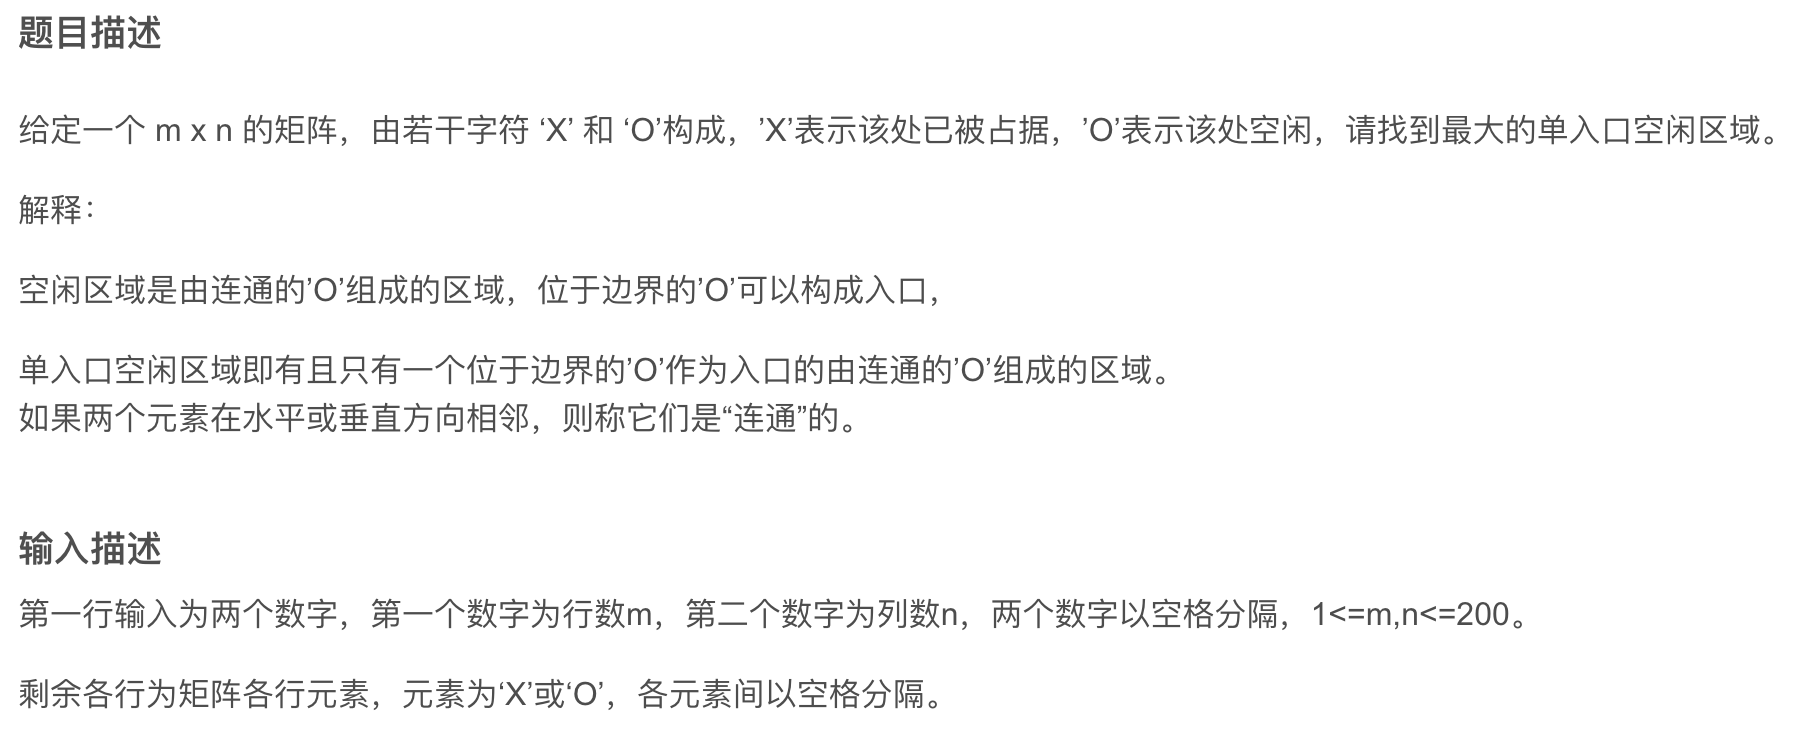 题目描述
给定一个 m x n 的矩阵，由若干字符 ‘X’ 和 ‘O’构成，’X’表示该处已被占据，’O’表示该处空闲，请找到最大的单入口空闲区域。
解释：
空闲区域是由连通的’O’组成的区域，位于边界的’O’可以构成入口，
单入口空闲区域即有且只有一个位于边界的’O’作为入口的由连通的’O’组成的区域。
如果两个元素在水平或垂直方向相邻，则称它们是“连通”的。
输入描述
第一行输入为两个数字，第一个数字为行数m，第二个数字为列数n，两个数字以空格分隔，1<=m,n<=200。
剩余各行为矩阵各行元素，元素为‘X’或‘O’，各元素间以空格分隔。